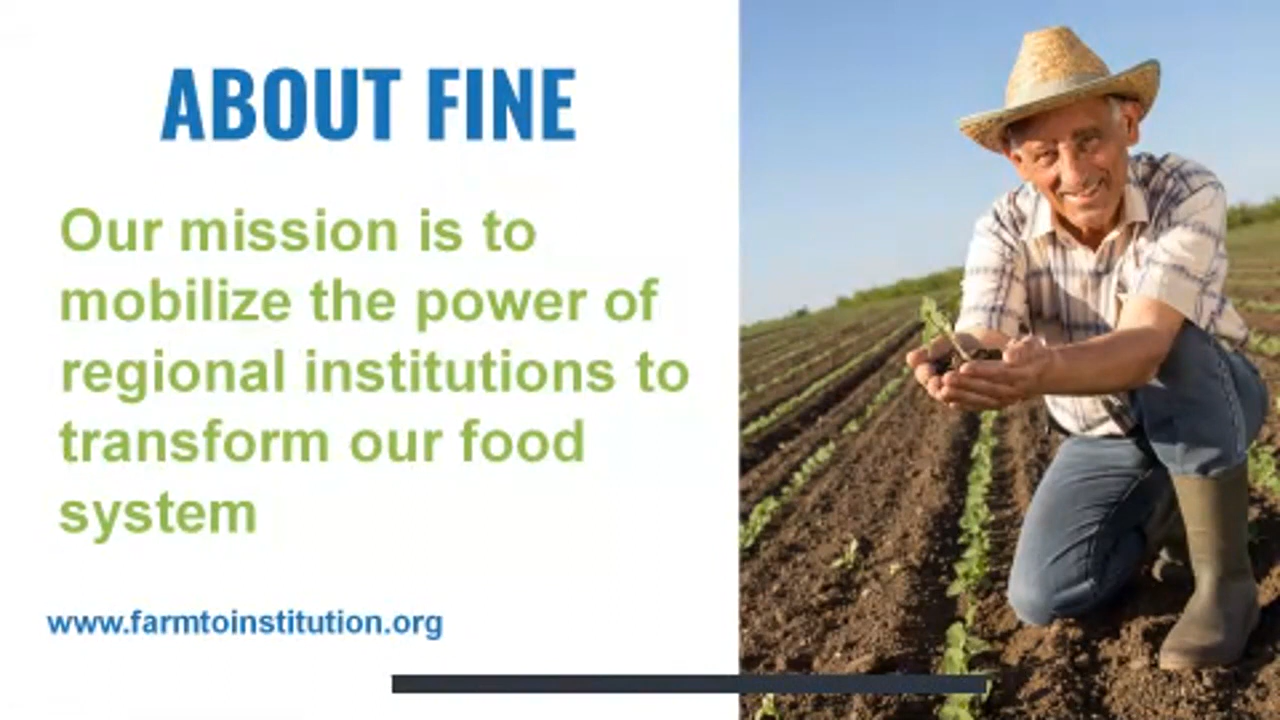 ABOUT FINE
Our mission is to
mobilize the power of
regional institutions to
transform our food
system
www.farmtoinstitution.org